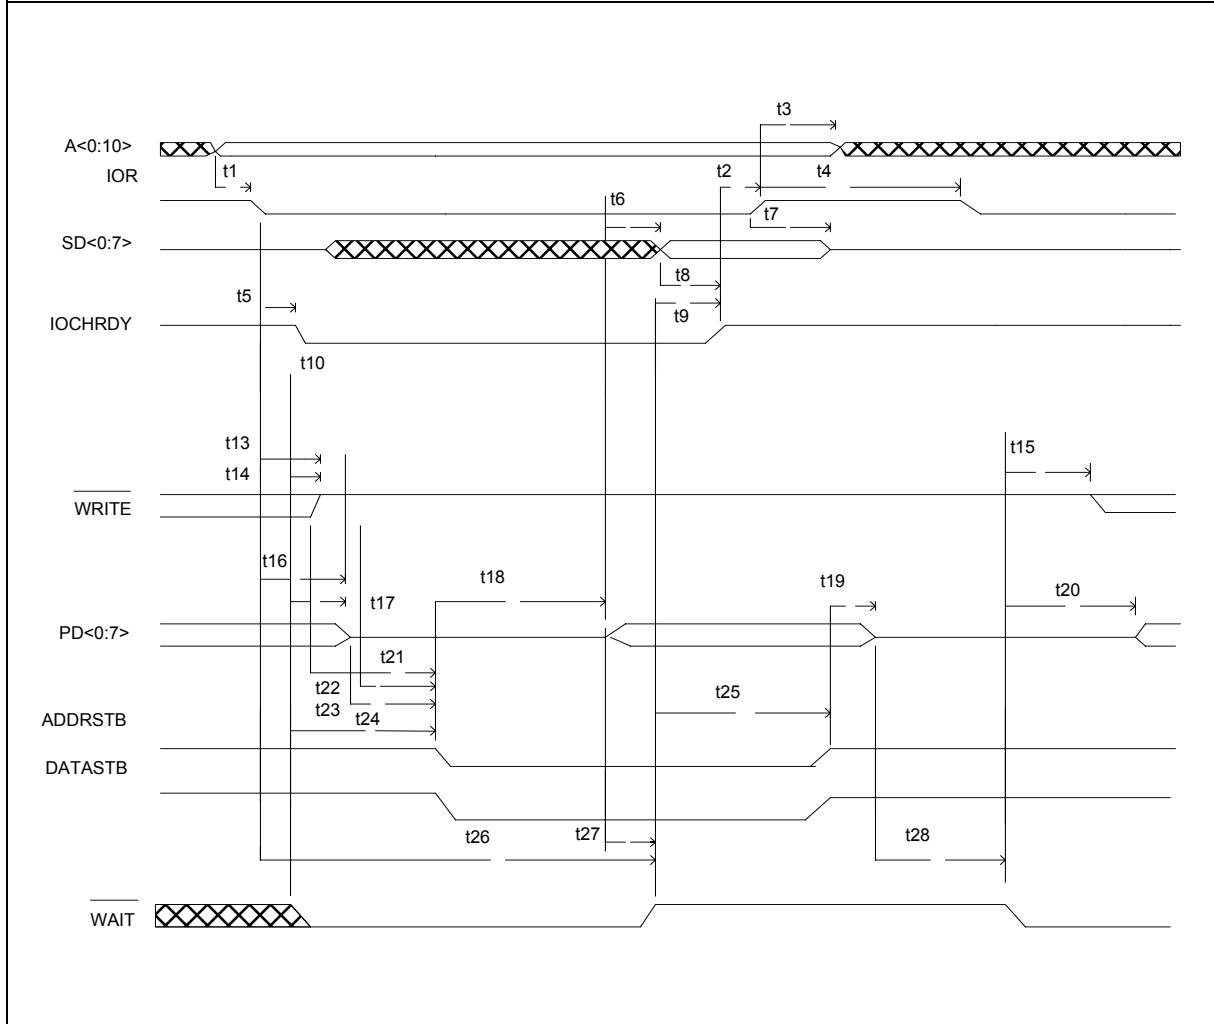 t3
A<0:10>
t1
t2
t4
IOR
t6
t7
SD<0:7>
t8
t5
t9
IOCHRDY
t10
t13
t15
t14
WRITE
t16
t18
t19
t20
t17
PD<0:7>
t21
t22
t25
t23
t24
ADDRSTB
DATASTB
t26
t27
t28
WAIT